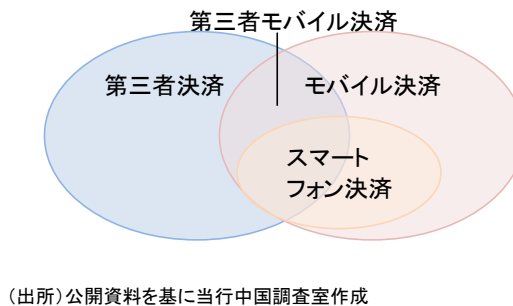 第三者モバイル決済
第三者決済
モバイル決済
スマート
フォン決済
(出所)公開資料を基に当行中国調査室作成